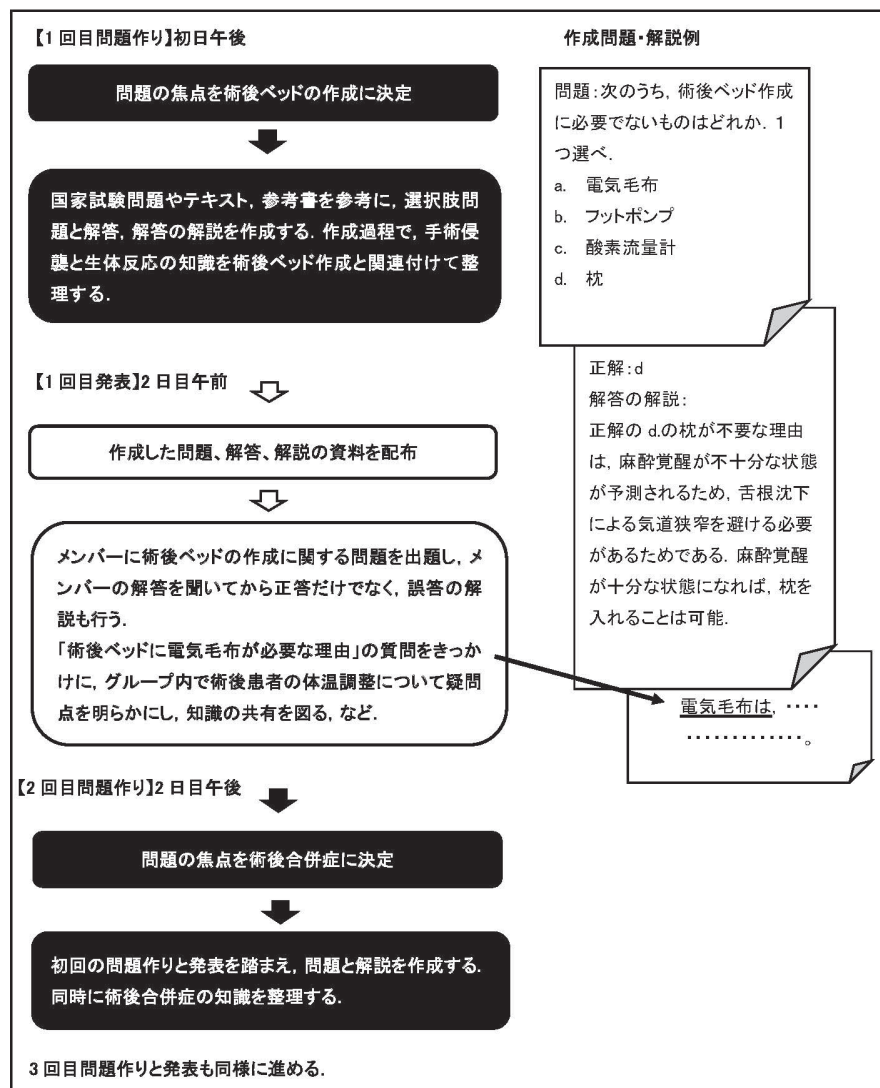 【1回目問題作り】初日午後
問題の焦点を術後ベッドの作成に決定
国家試験問題やテキスト，参考書を参考に，選択肢問
題と解答，解答の解説を作成する．作成過程で，手術侵
襲と生体反応の知識を術後ベッド作成と関連付けて整
理する．
【1回目発表】2日目午前
作成した問題、解答、解説の資料を配布
メンバーに術後ベッドの作成に関する問題を出題し，メ
ンバーの解答を聞いてから正答だけでなく，誤答の解
説も行う．
「術後ベッドに電気毛布が必要な理由」の質問をきっか
けに，グループ内で術後患者の体温調整について疑問
点を明らかにし，知識の共有を図る，など．
【2回目問題作り】2日目午後
問題の焦点を術後合併症に決定
初回の問題作りと発表を踏まえ，問題と解説を作成する．
同時に術後合併症の知識を整理する．
3回目問題作りと発表も同様に進める．
作成問題・解説例
問題：次のうち，術後ベッド作成
に必要でないものはどれか．1
つ選べ．
a. 電気毛布
b. フットポンプ
c. 酸素流量計
d. 枕
正解：d
解答の解説：
正解の d.の枕が不要な理由
は，麻酔覚醒が不十分な状態
が予測されるため，舌根沈下
による気道狭窄を避ける必要
があるためである．麻酔覚醒
が十分な状態になれば，枕を
入れることは可能．
電気毛布は，・・・・
・・・・・・・・・・・・・。